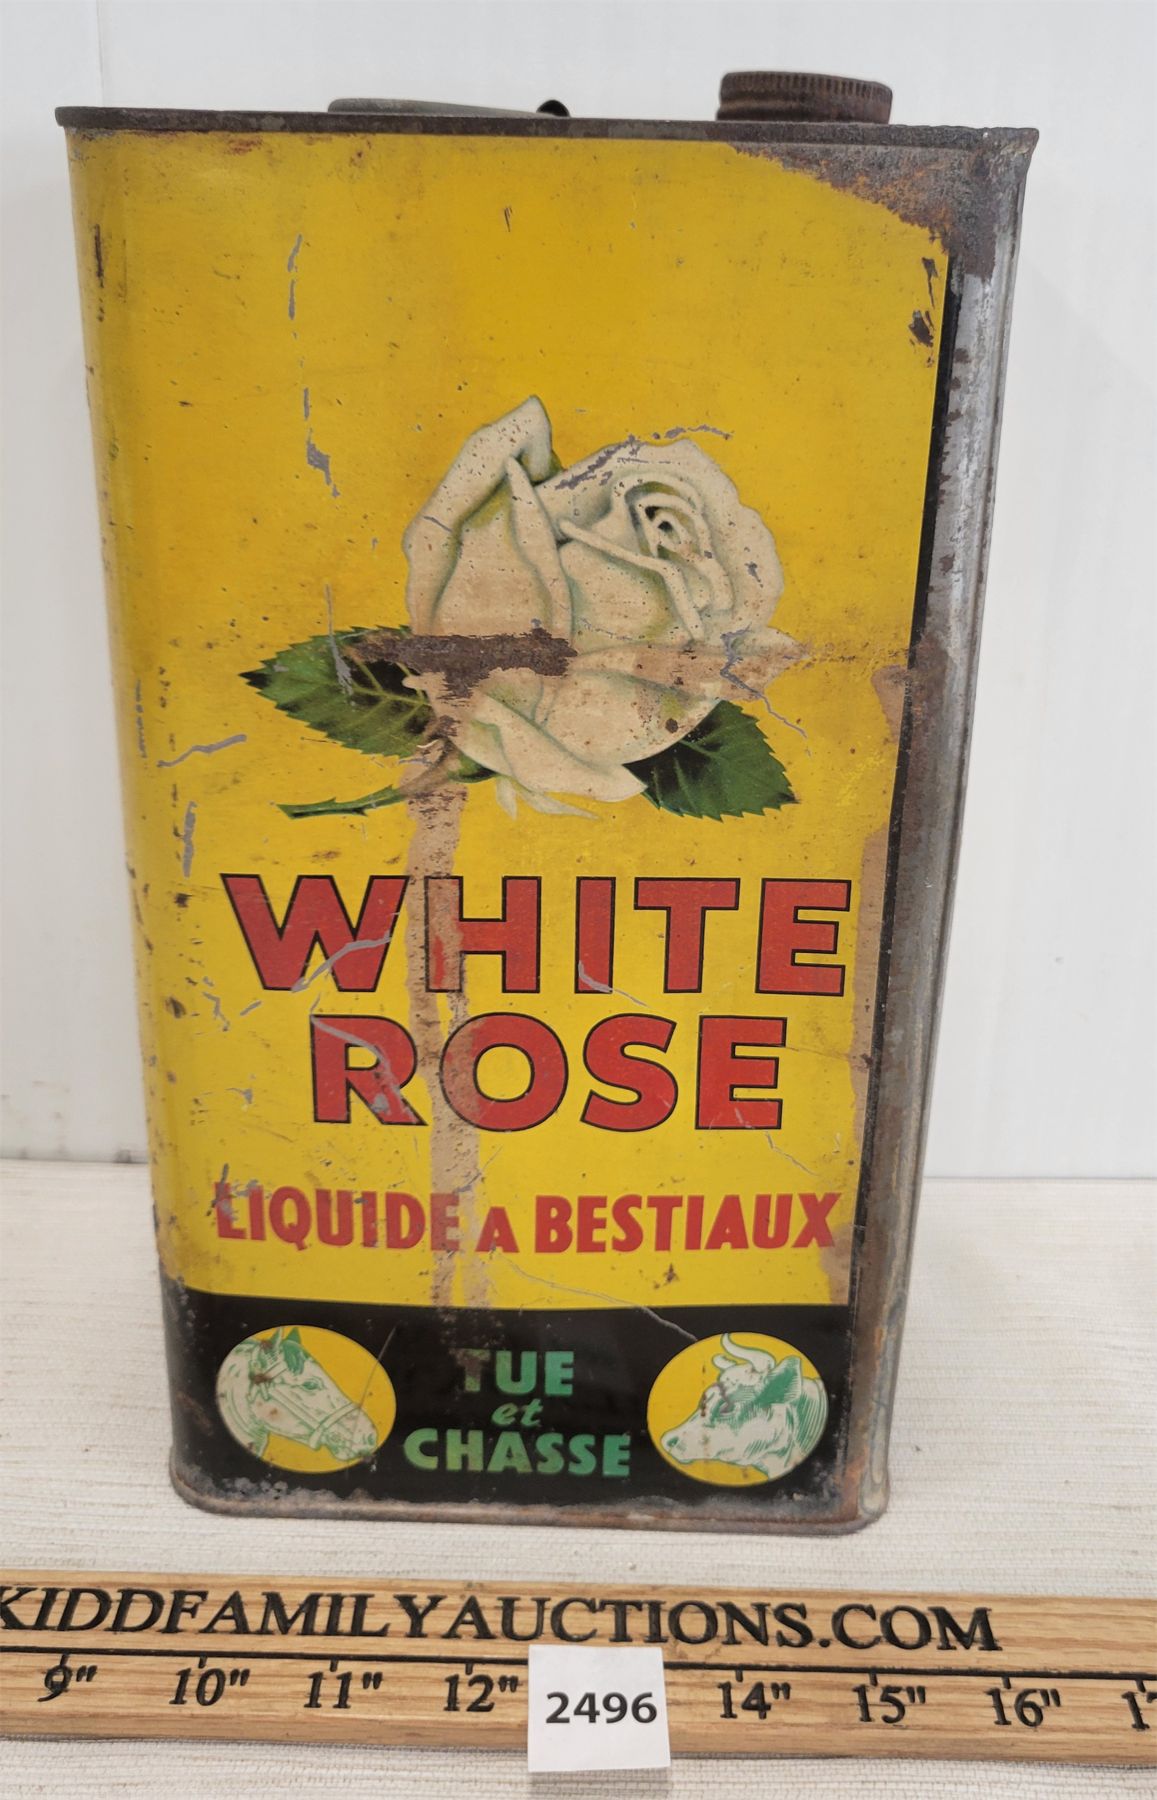 WHITE
ROSE
LIQUIDE A BESTIAUX
TUE
et
CHASSE
KIDDFAMILYAUCTIONS.COM
9" 10" 11" 12" 14" 15" 16"
2496